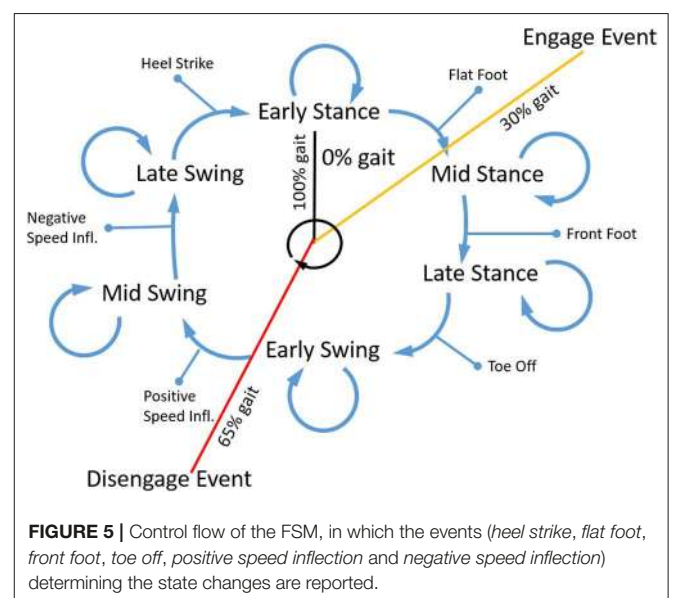 Engage Event
Heel Strike
Flat Foot
Early Stance
30% gait
100% gait
0% gait
Late Swing
Mid Stance
Negative
Speed Infl.
Front Foot
Late Stance
Mid Swing
Early Swing
Toe Off
Positive
Speed Infl.
65% gait
Disengage Event
FIGURE 5 | Control flow of the FSM, in which the events (heel strike, flat foot,
front foot, toe off, positive speed inflection and negative speed inflection)
determining the state changes are reported.